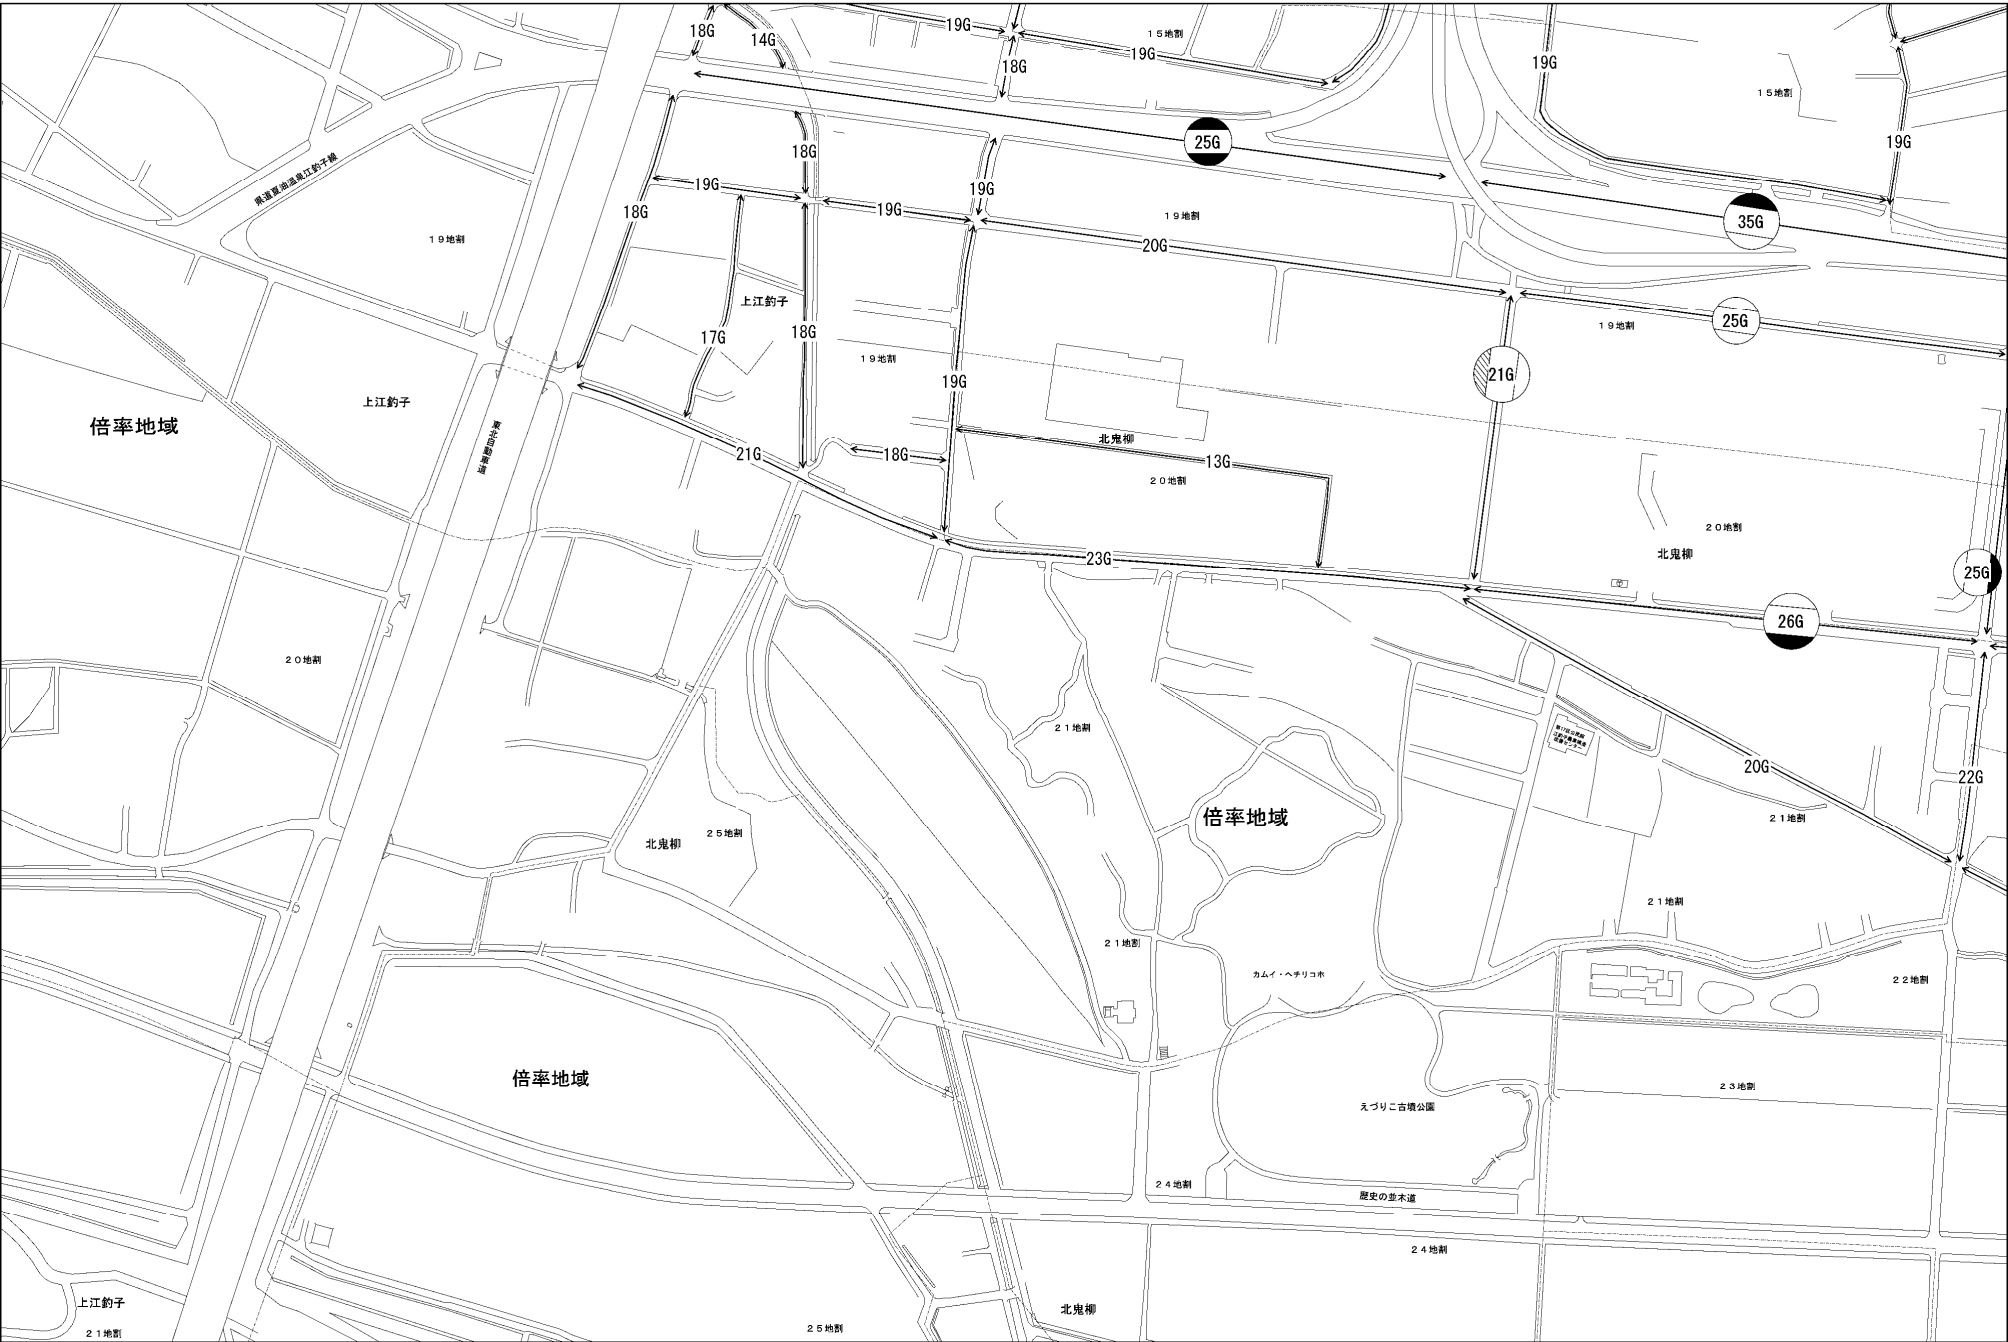 18G
14G
19G
15地割
19G
18G
19G
15地割
19G
25G
18G
県道夏油温泉江釣子線
19G
18G
19G
19G
19地割
35G
19地割
20G
上江釣子
17G
18G
19地割
25G
19地割
21G
19G
上江釣子
倍率地域
東北自動車道
21G
18G
北鬼柳
13G
20地割
20地割
北鬼柳
23G
25G
26G
20地割
21地割
20G
22G
倍率地域
21地割
北鬼柳
25地割
21地割
21地割
カムイ・ヘチリコホ
22地割
倍率地域
23地割
えづりこ古墳公園
24地割
歴史の並木道
24地割
上江釣子
21地割
北鬼柳
25地割